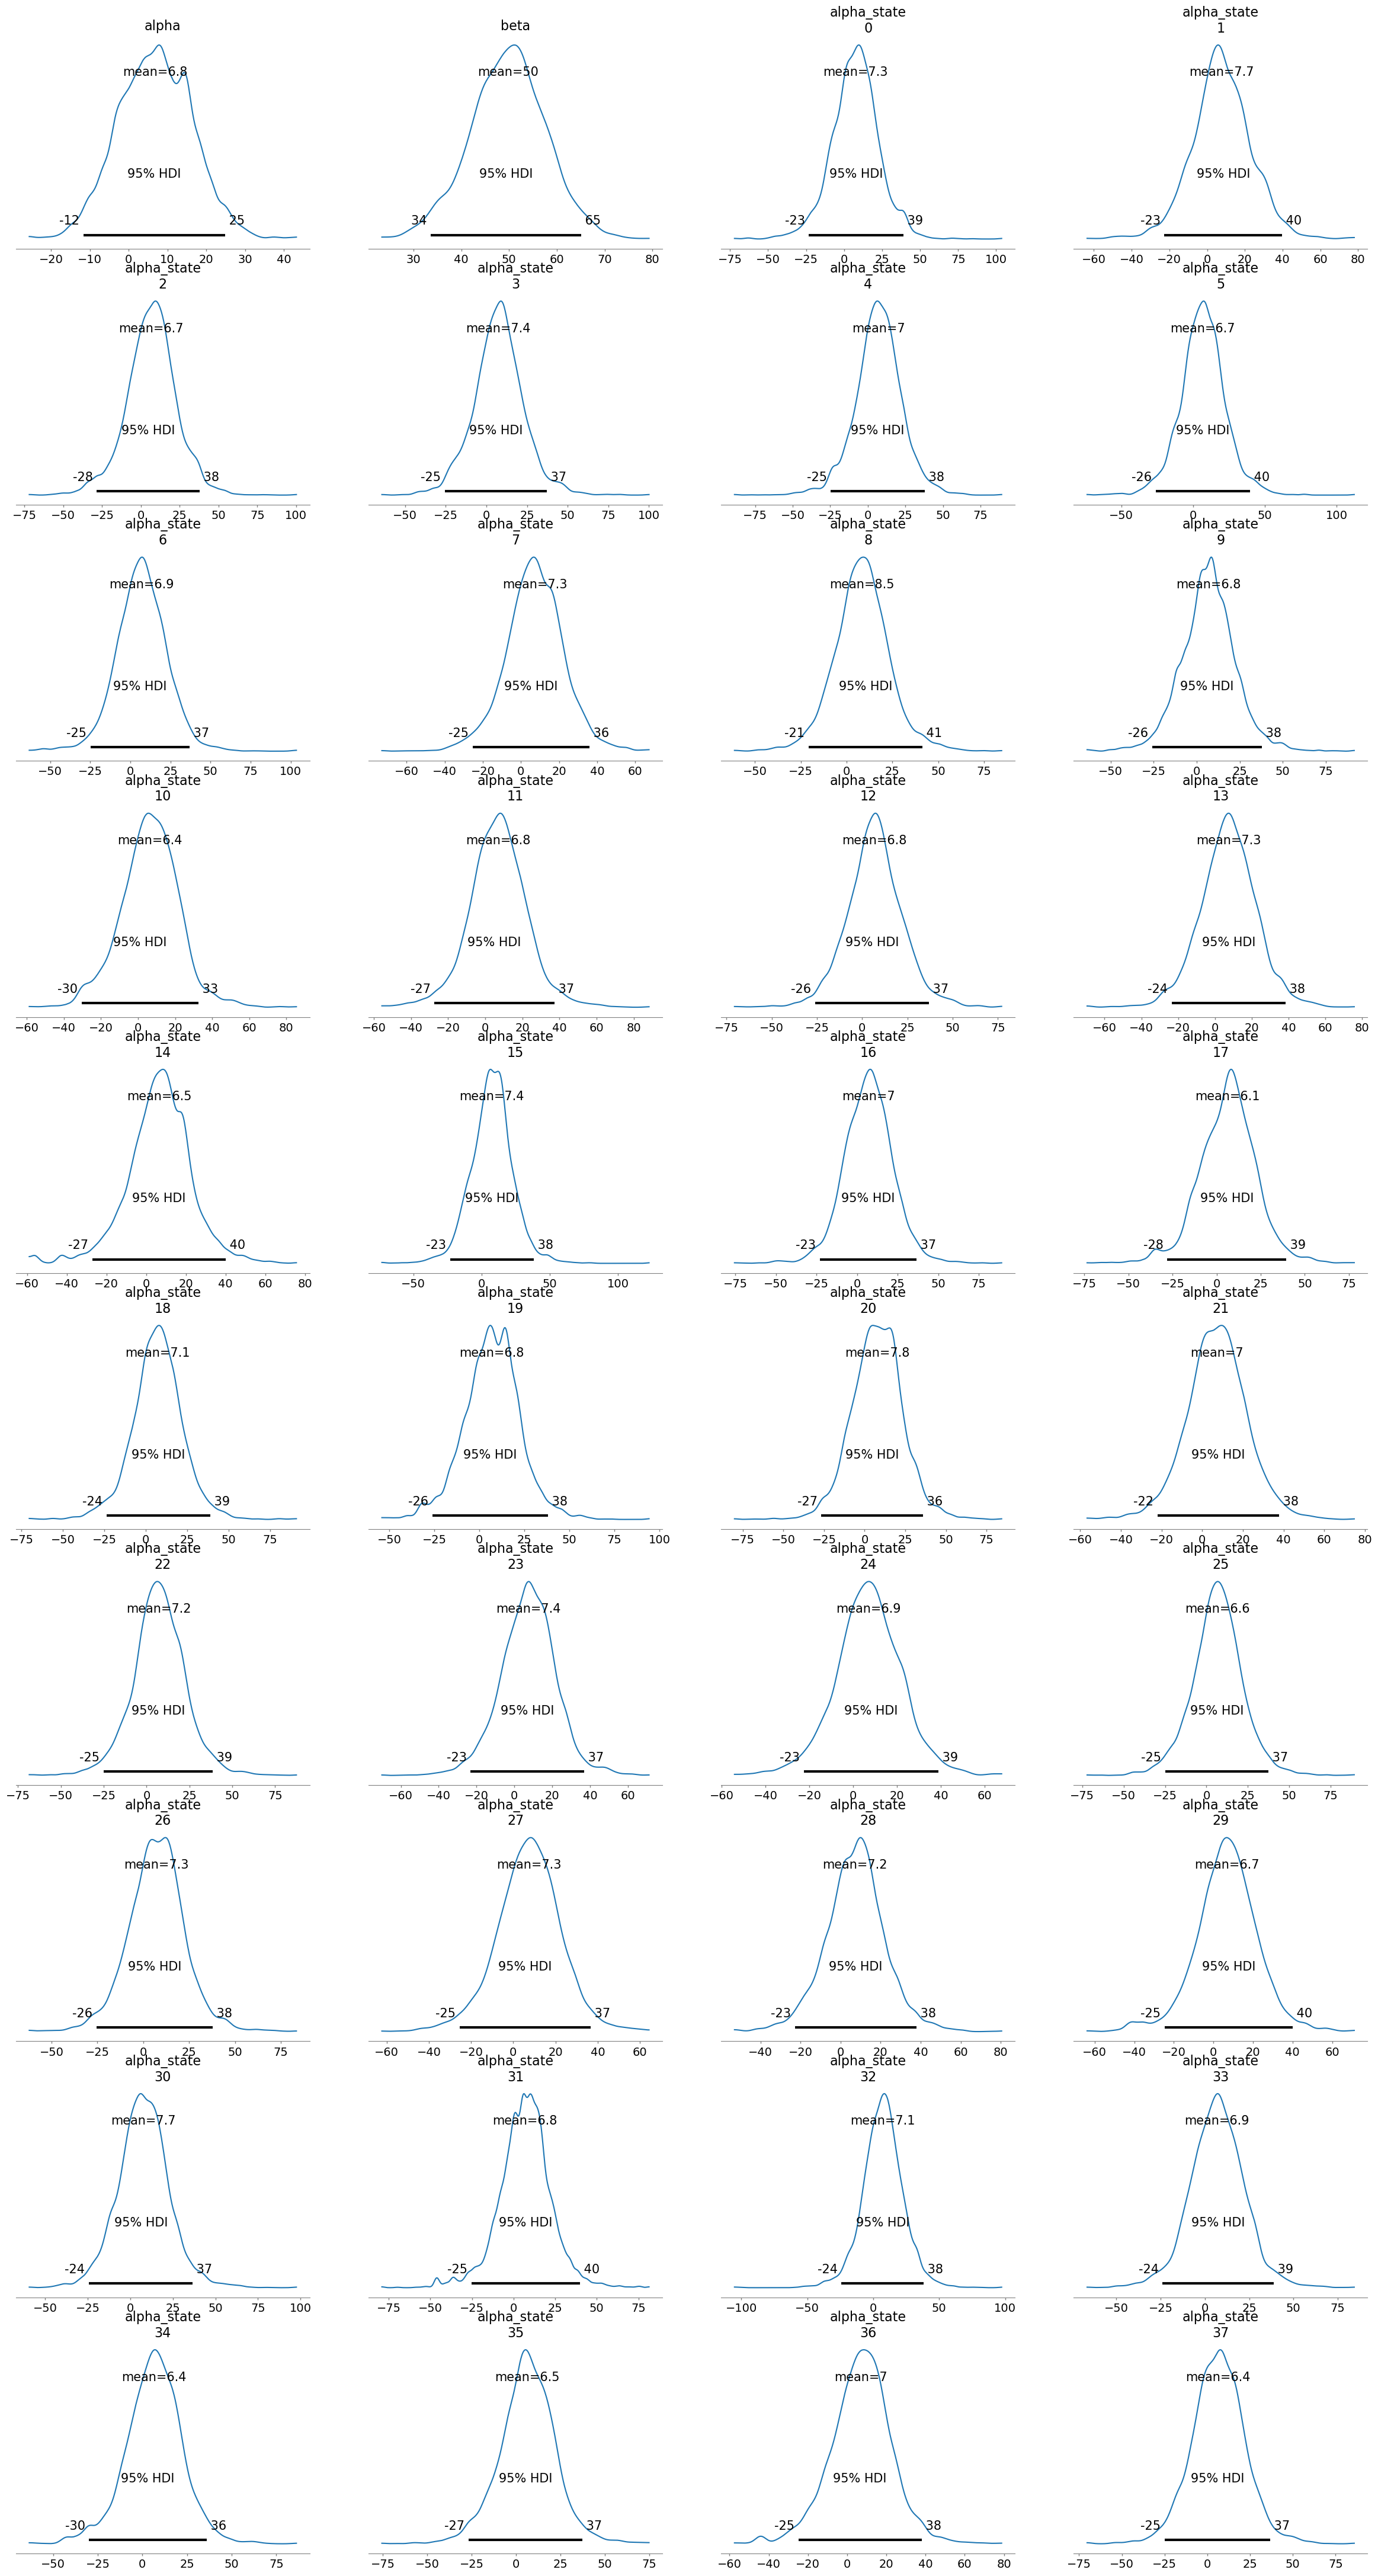 alpha
mean=6.8
95% HDI
-12 25
−20 −10 0 10 20 30 40
beta
mean=50
95% HDI
34 65
30 40 50 60 70 80
alpha_state
0
mean=7.3
95% HDI
-23 39
−75 −50 −25 0 25 50 75 100
alpha_state
1
mean=7.7
95% HDI
-23 40
−60 −40 −20 0 20 40 60 80
alpha_state
2
mean=6.7
95% HDI
-28 38
−75 −50 −25 0 25 50 75 100
alpha_state
3
mean=7.4
95% HDI
-25 37
−50 −25 0 25 50 75 100
alpha_state
4
mean=7
95% HDI
-25 38
−75 −50 −25 0 25 50 75
alpha_state
5
mean=6.7
95% HDI
-26 40
−50 0 50 100
alpha_state
6
mean=6.9
95% HDI
-25 37
−50 −25 0 25 50 75 100
alpha_state
7
mean=7.3
95% HDI
-25 36
−60 −40 −20 0 20 40 60
alpha_state
8
mean=8.5
95% HDI
-21 41
−50 −25 0 25 50 75
alpha_state
9
mean=6.8
95% HDI
-26 38
−50 −25 0 25 50 75
alpha_state
10
mean=6.4
95% HDI
-30 33
−60 −40 −20 0 20 40 60 80
alpha_state
11
mean=6.8
95% HDI
-27 37
−60 −40 −20 0 20 40 60 80
alpha_state
12
mean=6.8
95% HDI
-26 37
−75 −50 −25 0 25 50 75
alpha_state
13
mean=7.3
95% HDI
-24 38
−60 −40 −20 0 20 40 60 80
alpha_state
14
mean=6.5
95% HDI
-27 40
−60 −40 −20 0 20 40 60 80
alpha_state
15
mean=7.4
95% HDI
-23 38
−50 0 50 100
alpha_state
16
mean=7
95% HDI
-23 37
−75 −50 −25 0 25 50 75
alpha_state
17
mean=6.1
95% HDI
-28 39
−75 −50 −25 0 25 50 75
alpha_state
18
mean=7.1
95% HDI
-24 39
−75 −50 −25 0 25 50 75
alpha_state
19
mean=6.8
95% HDI
-26 38
−50 −25 0 25 50 75 100
alpha_state
20
mean=7.8
95% HDI
-27 36
−75 −50 −25 0 25 50 75
alpha_state
21
mean=7
95% HDI
-22 38
−60 −40 −20 0 20 40 60 80
alpha_state
22
mean=7.2
95% HDI
-25 39
−75 −50 −25 0 25 50 75
alpha_state
23
mean=7.4
95% HDI
-23 37
−60 −40 −20 0 20 40 60
alpha_state
24
mean=6.9
95% HDI
-23 39
−60 −40 −20 0 20 40 60
alpha_state
25
mean=6.6
95% HDI
-25 37
−75 −50 −25 0 25 50 75
alpha_state
26
mean=7.3
95% HDI
-26 38
−50 −25 0 25 50 75
alpha_state
27
mean=7.3
95% HDI
-25 37
−60 −40 −20 0 20 40 60
alpha_state
28
mean=7.2
95% HDI
-23 38
−40 −20 0 20 40 60 80
alpha_state
29
mean=6.7
95% HDI
-25 40
−60 −40 −20 0 20 40 60
alpha_state
30
mean=7.7
95% HDI
-24 37
−50 −25 0 25 50 75 100
alpha_state
31
mean=6.8
95% HDI
-25 40
−75 −50 −25 0 25 50 75
alpha_state
32
mean=7.1
95% HDI
-24 38
−100 −50 0 50 100
alpha_state
33
mean=6.9
95% HDI
-24 39
−50 −25 0 25 50 75
alpha_state
34
mean=6.4
95% HDI
-30 36
−50 −25 0 25 50 75
alpha_state
35
mean=6.5
95% HDI
-27 37
−75 −50 −25 0 25 50 75
alpha_state
36
mean=7
95% HDI
-25 38
−60 −40 −20 0 20 40 60 80
alpha_state
37
mean=6.4
95% HDI
-25 37
−75 −50 −25 0 25 50 75